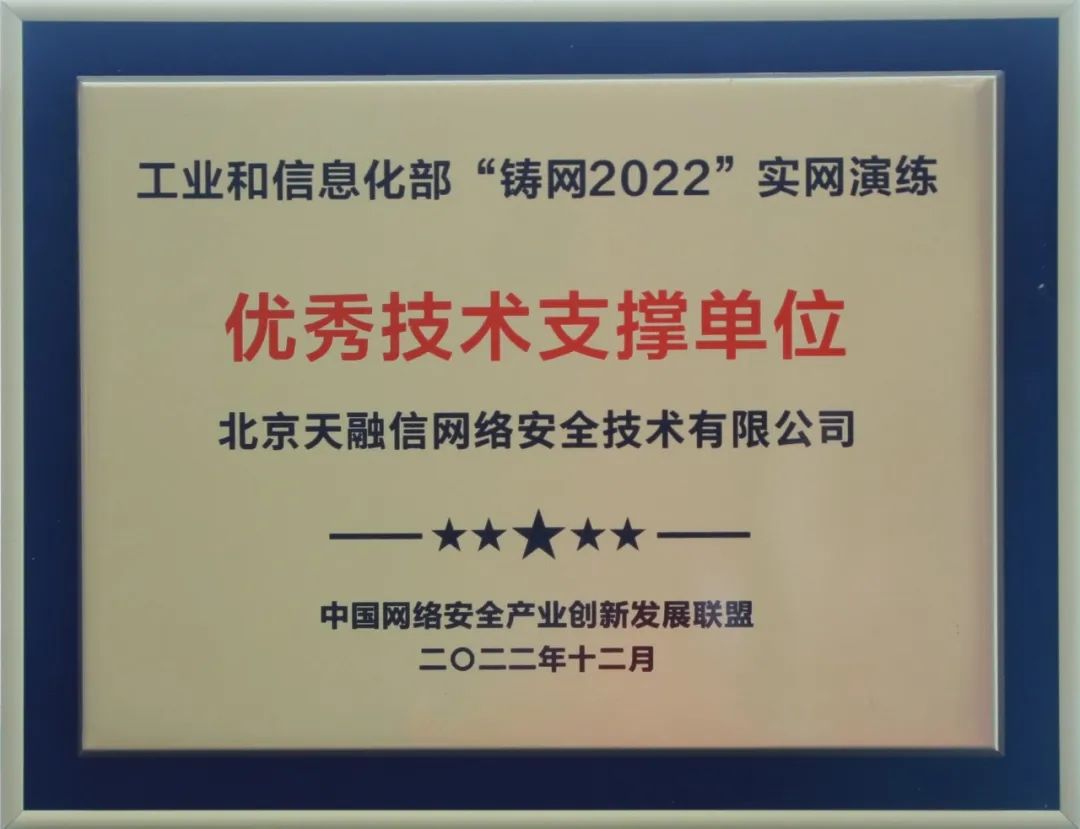 工业和信息化部“铸网2022”实网演练
优秀技术支撑单位
北京天融信网络安全技术有限公司
中国网络安全产业创新发展联盟
二〇二二年十二月